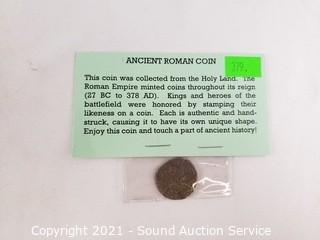 ANCIENT ROMAN COIN
379.
This coin was collected from the Holy Land. The
Roman Empire minted coins throughout its reign
(27 BC to 378 AD). Kings and heroes of the
battlefield were honored by stamping their
likeness on a coin. Each is authentic and hand-
struck, causing it to have its own unique shape.
Enjoy this coin and touch a part of ancient history!
Copyright 2021 - Sound Auction Service